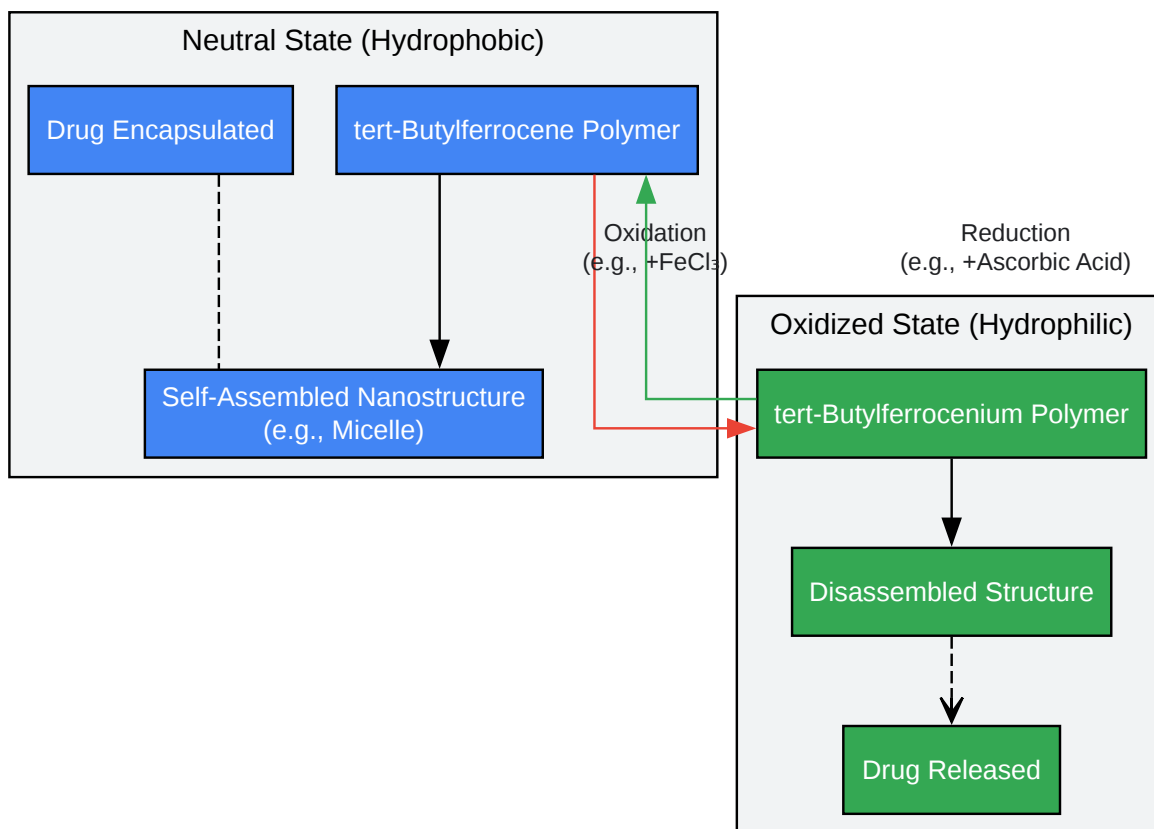 Neutral State (Hydrophobic)
Drug Encapsulated
tert-Butylferrocene Polymer
Oxidation
(e.g., +FeCl₃)
Reduction
(e.g., +Ascorbic Acid)
Oxidized State (Hydrophilic)
Self-Assembled Nanostructure
(e.g., Micelle)
tert-Butylferrocenium Polymer
Disassembled Structure
Drug Released